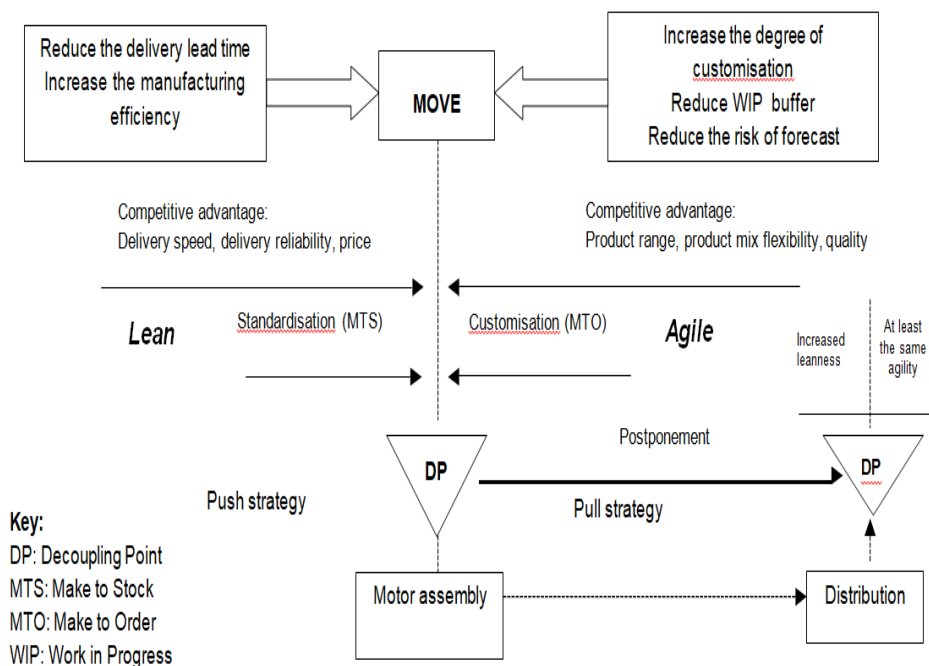 Reduce the delivery lead time
Increase the manufacturing
efficiency
MOVE
Increase the degree of
customisation
Reduce WIP buffer
Reduce the risk of forecast
Competitive advantage:
Delivery speed, delivery reliability, price
Competitive advantage:
Product range, product mix flexibility, quality
Lean
Standardisation (MTS)
Customisation (MTO)
Agile
Increased
leanness
At least
the same
agility
DP
Postponement
DP
Push strategy
Pull strategy
Key:
DP: Decoupling Point
MTS: Make to Stock
MTO: Make to Order
WIP: Work in Progress
Motor assembly
Distribution